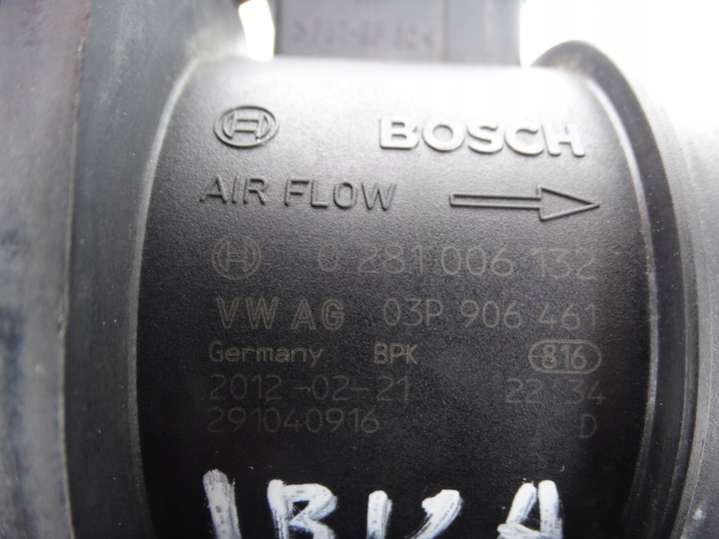 BOSCH
AIR FLOW
0 281 006 132
VW AG 03P 906 461
Germany BPK 816
2012-02-21 22 34
291040916 D
IBIZA